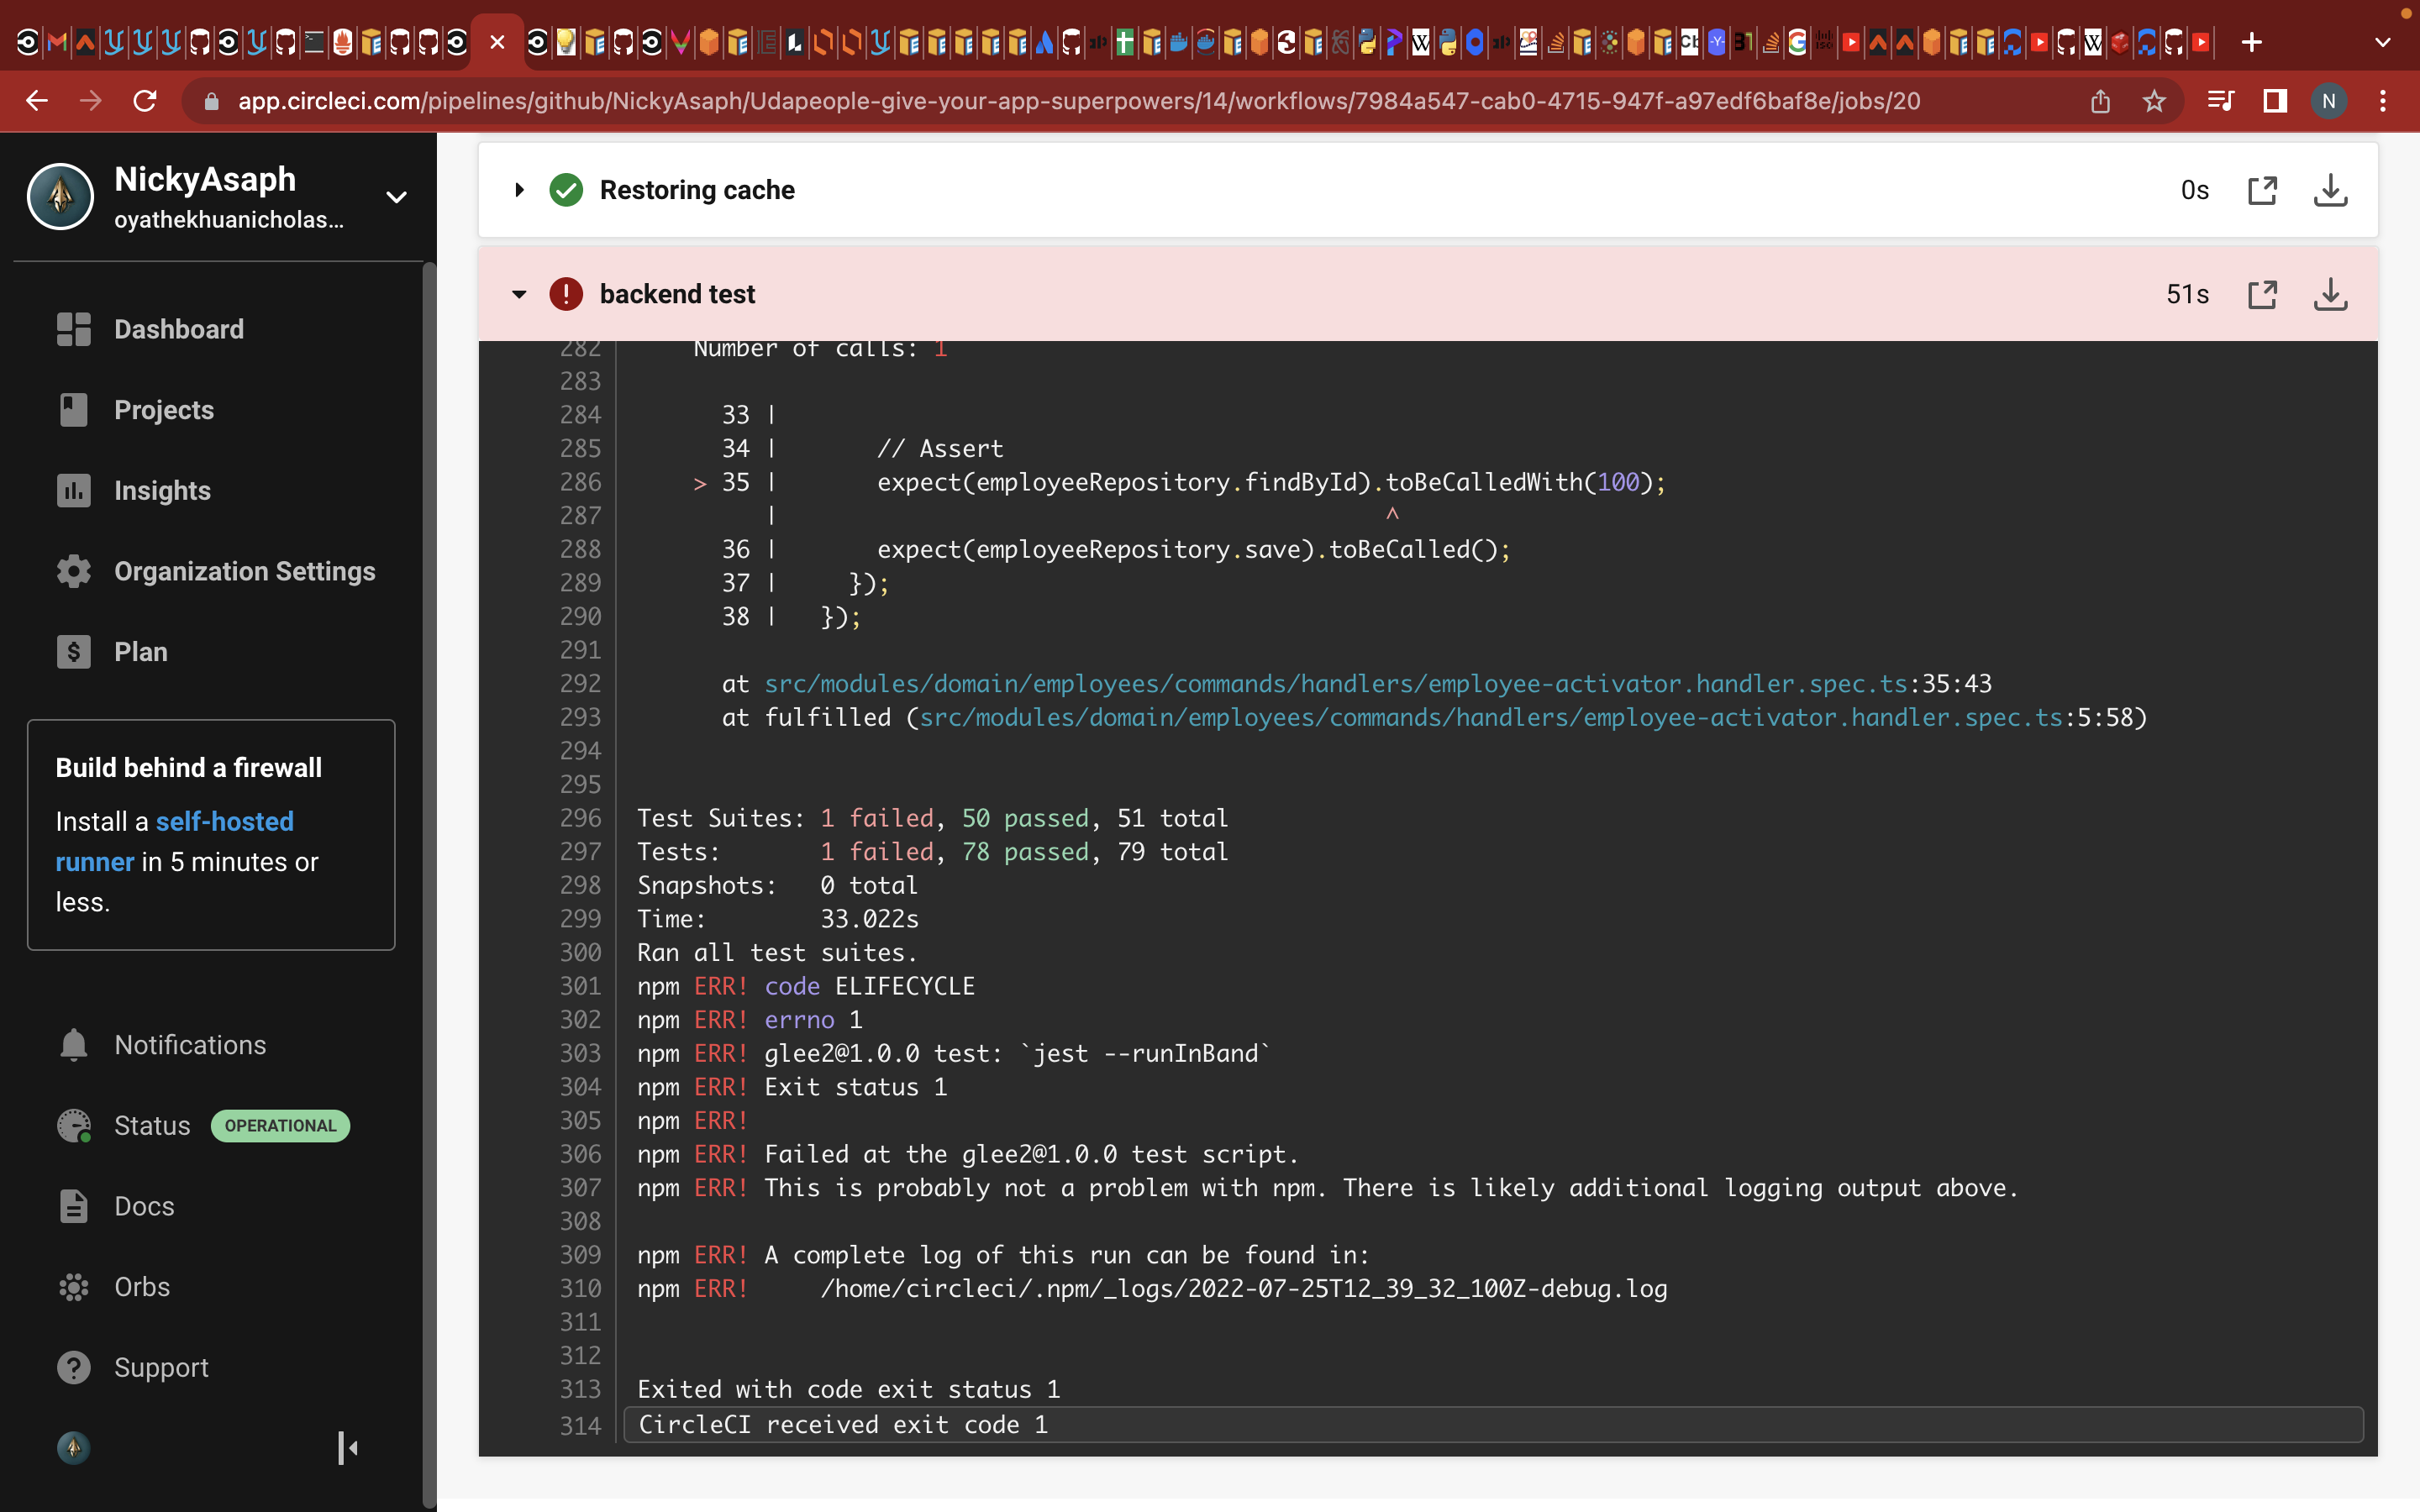 app.circleci.com/pipelines/github/NickyAsaph/Udapeople-give-your-app-superpowers/14/workflows/7984a547-cab0-4715-947f-a97edf6baf8e/jobs/20
N
NickyAsaph
oyathekhuanicholas...
Dashboard
Projects
Insights
Organization Settings
Plan
Build behind a firewall
Install a self-hosted
runner in 5 minutes or
less.
Notifications
Status OPERATIONAL
Docs
Orbs
Support
Restoring cache 0s
backend test 51s
282 Number of calls: 1
283
284 33 |
285 34 | // Assert
286 > 35 | expect(employeeRepository.findById).toBeCalledWith(100);
287 | ^
288 36 | expect(employeeRepository.save).toBeCalled();
289 37 | });
290 38 | });
291
292 at src/modules/domain/employees/commands/handlers/employee-activator.handler.spec.ts:35:43
293 at fulfilled (src/modules/domain/employees/commands/handlers/employee-activator.handler.spec.ts:5:58)
294
295
296 Test Suites: 1 failed, 50 passed, 51 total
297 Tests: 1 failed, 78 passed, 79 total
298 Snapshots: 0 total
299 Time: 33.022s
300 Ran all test suites.
301 npm ERR! code ELIFECYCLE
302 npm ERR! errno 1
303 npm ERR! glee2@1.0.0 test: `jest --runInBand`
304 npm ERR! Exit status 1
305 npm ERR!
306 npm ERR! Failed at the glee2@1.0.0 test script.
307 npm ERR! This is probably not a problem with npm. There is likely additional logging output above.
308
309 npm ERR! A complete log of this run can be found in:
310 npm ERR! /home/circleci/.npm/_logs/2022-07-25T12_39_32_100Z-debug.log
311
312
313 Exited with code exit status 1
314 CircleCI received exit code 1